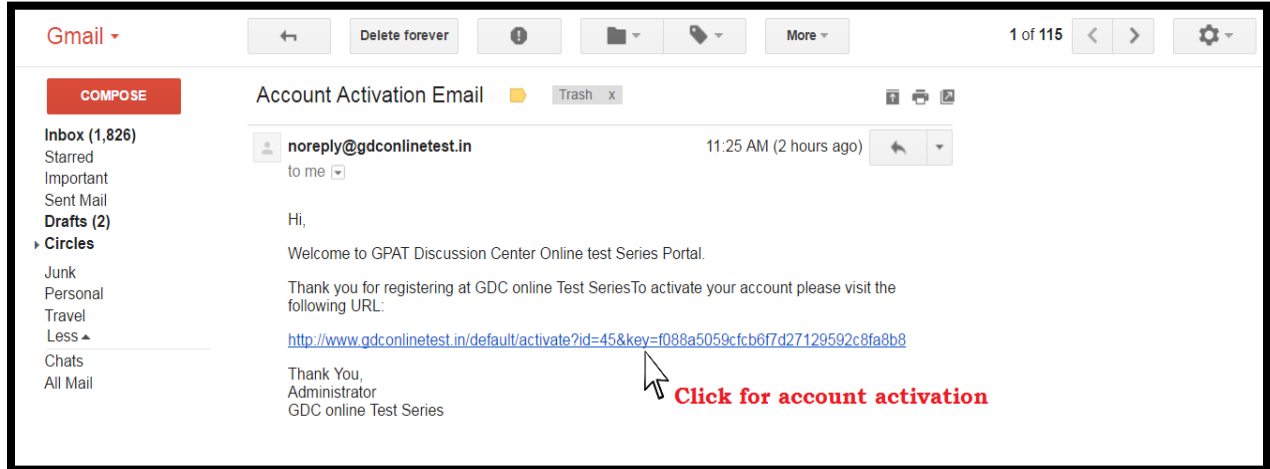 Gmail
Delete forever
More
1 of 115
COMPOSE
Account Activation Email
Trash x
Inbox (1,826)
Starred
Important
Sent Mail
Drafts (2)
Circles
Junk
Personal
Travel
Less
Chats
All Mail
noreply@gdconlinetest.in
11:25 AM (2 hours ago)
to me
Hi,
Welcome to GPAT Discussion Center Online test Series Portal.
Thank you for registering at GDC online Test SeriesTo activate your account please visit the
following URL:
http://www.gdconlinetest.in/default/activate?id=45&key=f088a5059cfcb6f7d27129592c8fa8b8
Thank You,
Administrator
GDC online Test Series
Click for account activation